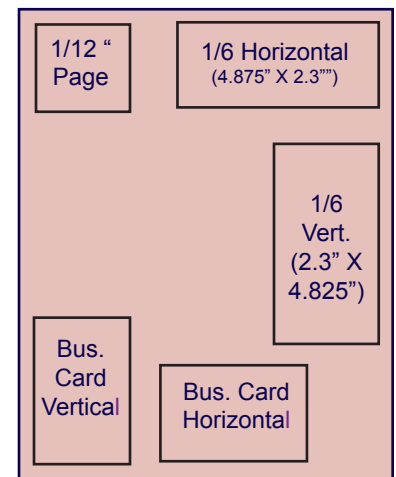 1/12 “
Page
1/6 Horizontal
(4.875” X 2.3””)
1/6
Vert.
(2.3” X
4.825”)
Bus.
Card
Vertical
Bus. Card
Horizontal